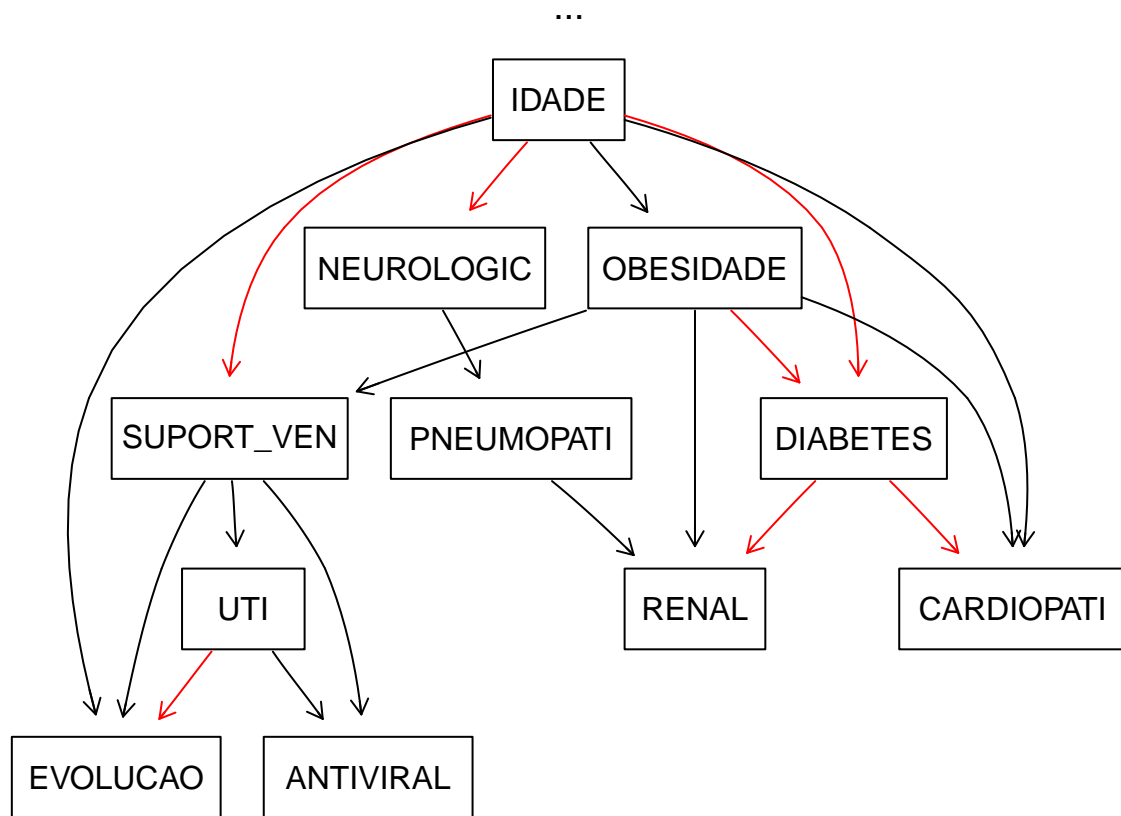 ...
IDADE
NEUROLOGIC
OBESIDADE
SUPORT_VEN
PNEUMOPATI
DIABETES
UTI
RENAL
CARDIOPATI
EVOLUCAO
ANTIVIRAL